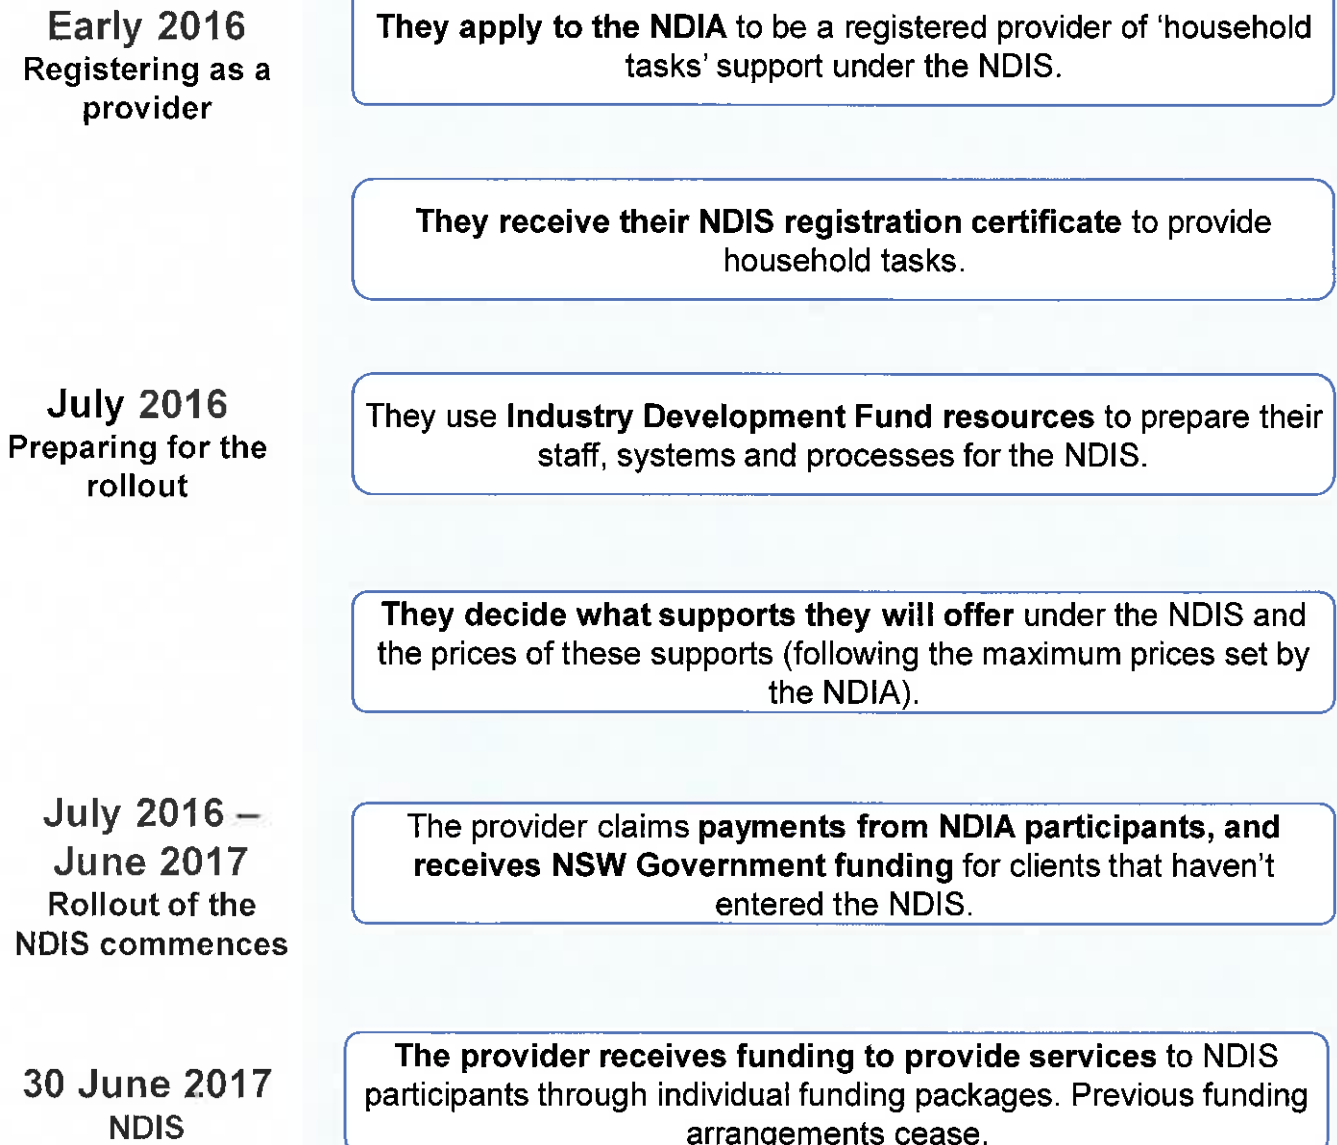 Early 2016
Registering as a
provider
They apply to the NDIA to be a registered provider of ‘household
tasks’ support under the NDIS.
They receive their NDIS registration certificate to provide
household tasks.
July 2016
Preparing for the
rollout
They use Industry Development Fund resources to prepare their
staff, systems and processes for the NDIS.
They decide what supports they will offer under the NDIS and
the prices of these supports (following the maximum prices set by
the NDIA).
July 2016 –
June 2017
Rollout of the
NDIS commences
The provider claims payments from NDIA participants, and
receives NSW Government funding for clients that haven't
entered the NDIS.
30 June 2017
NDIS
The provider receives funding to provide services to NDIS
participants through individual funding packages. Previous funding
arrangements cease.